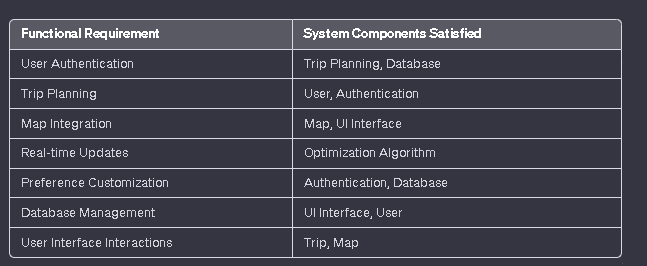 Functional Requirement System Components Satisfied
User Authentication Trip Planning, Database
Trip Planning User, Authentication
Map Integration Map, UI Interface
Real-time Updates Optimization Algorithm
Preference Customization Authentication, Database
Database Management UI Interface, User
User Interface Interactions Trip, Map